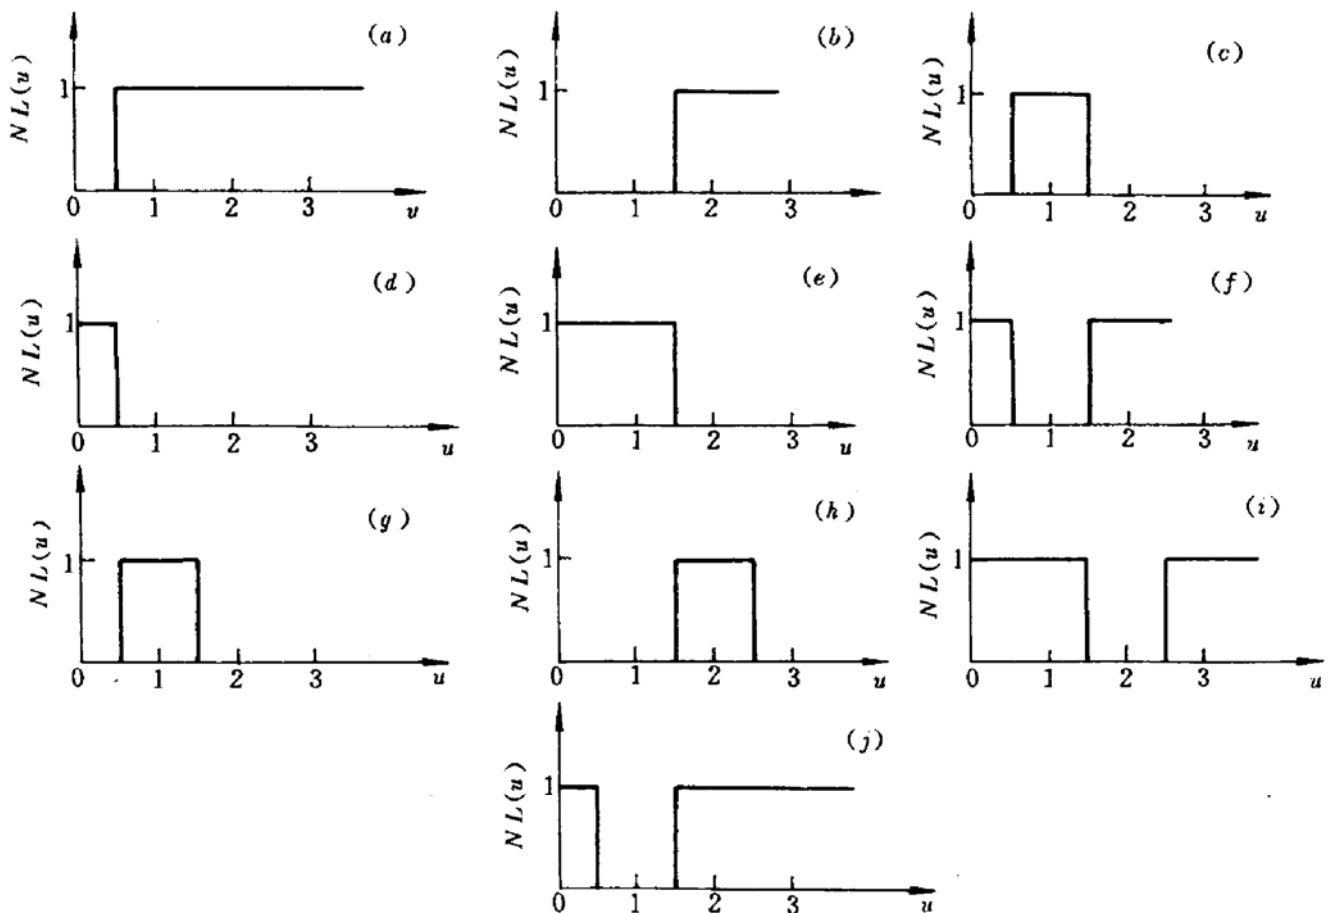 (a)
NL(u)
1
0 1 2 3 u
(b)
NL(u)
1
0 1 2 3
(c)
NL(u)
1
0 1 2 3 u
(d)
NL(u)
1
0 1 2 3 u
(e)
NL(u)
1
0 1 2 3 u
(f)
NL(u)
1
0 1 2 3 u
(g)
NL(u)
1
0 1 2 3 u
(h)
NL(u)
1
0 1 2 3 u
(i)
NL(u)
1
0 1 2 3 u
(j)
NL(u)
1
0 1 2 3 u